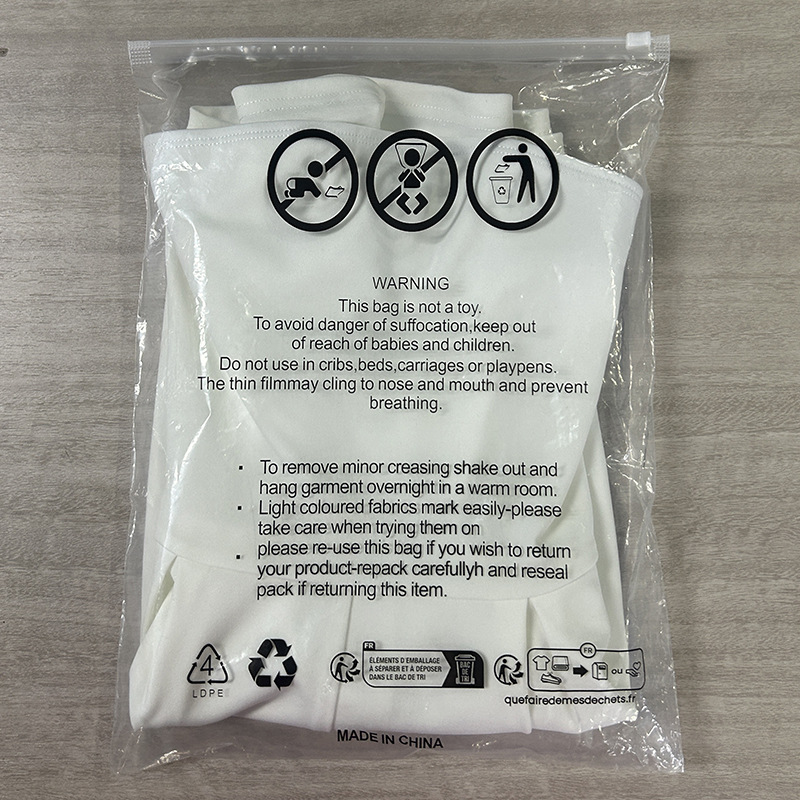 WARNING
This bag is not a toy.
To avoid danger of suffocation,keep out
of reach of babies and children.
Do not use in cribs,beds,carriages or playpens.
The thin filmmay cling to nose and mouth and prevent
breathing.
· To remove minor creasing shake out and
hang garment overnight in a warm room.
· Light coloured fabrics mark easily-please
take care when trying them on
· please re-use this bag if you wish to return
your product-repack carefullyh and reseal
pack if returning this item.
4
LDPE
FR
ÉLÉMENTS D'EMBALLAGE
À SÉPARER ET À DÉPOSER
DANS LE BAC DE TRI
BAC
DE
TRI
FR
ou
quefairedemesdechets.fr
MADE IN CHINA